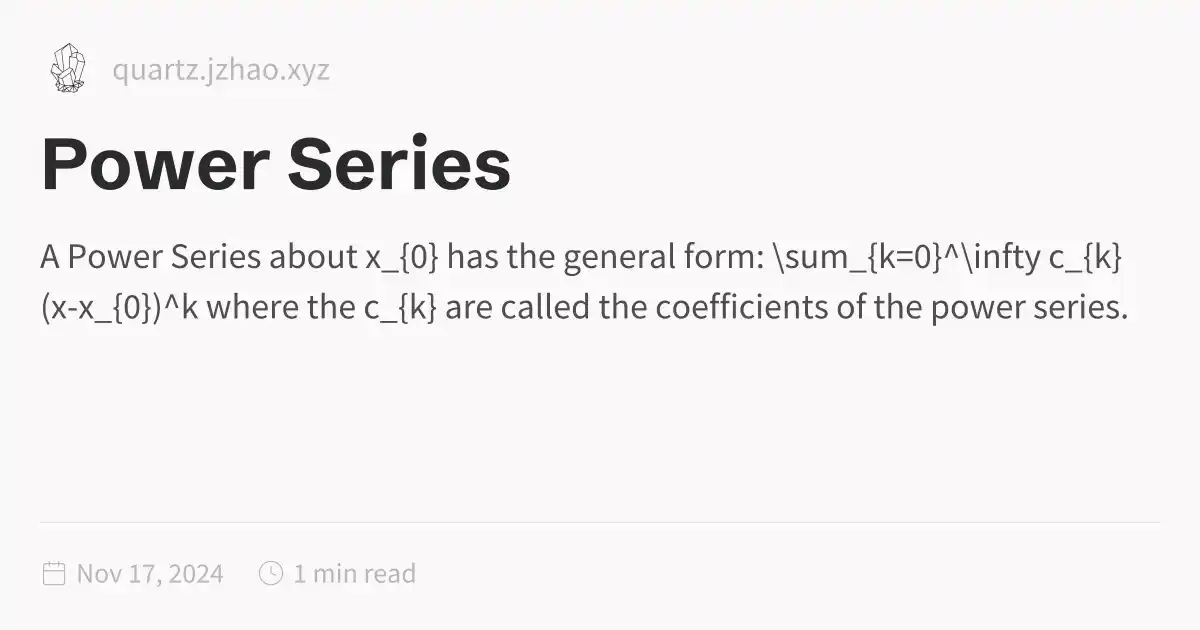 quartz.jzhao.xyz
Power Series
A Power Series about x_{0} has the general form: \sum_{k=0}^\infty c_{k}
(x-x_{0})^k where the c_{k} are called the coefficients of the power series.
Nov 17, 2024 1 min read